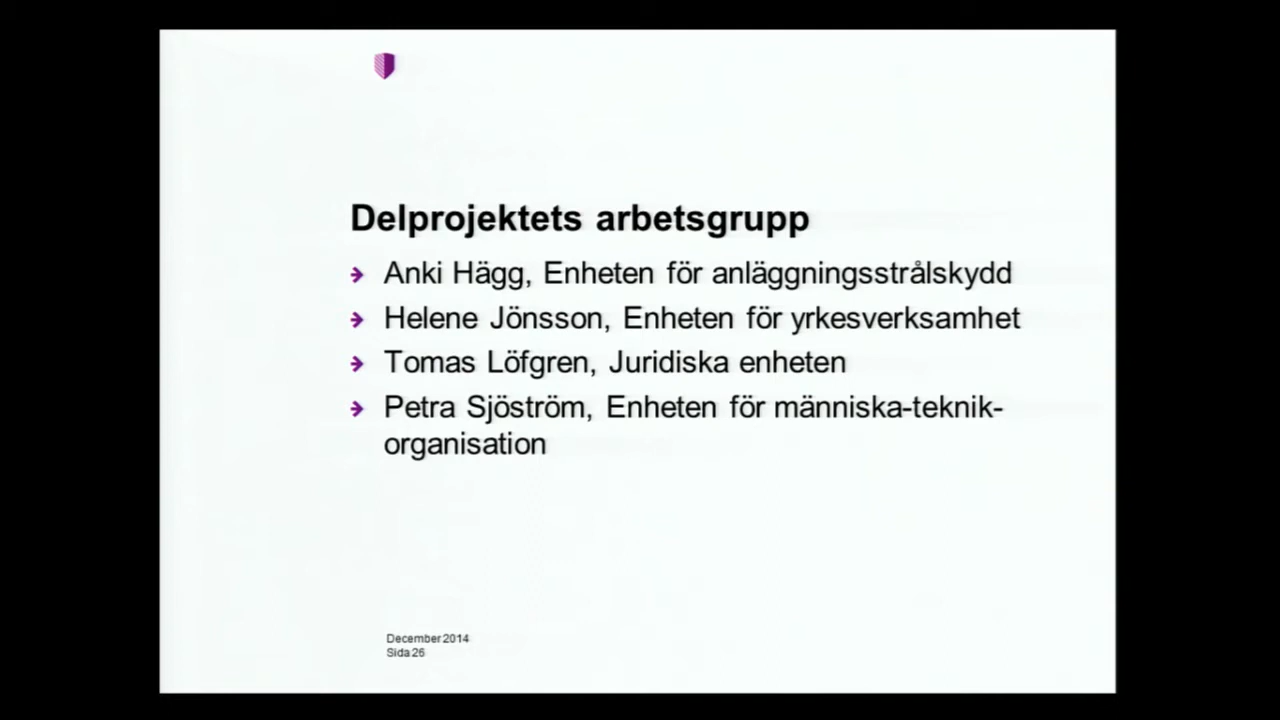 Delprojektets arbetsgrupp
Anki Hägg, Enheten för anläggningsstrålskydd
Helene Jönsson, Enheten för yrkesverksamhet
Tomas Löfgren, Juridiska enheten
Petra Sjöström, Enheten för människa-teknik-
organisation
December 2014
Sida 26